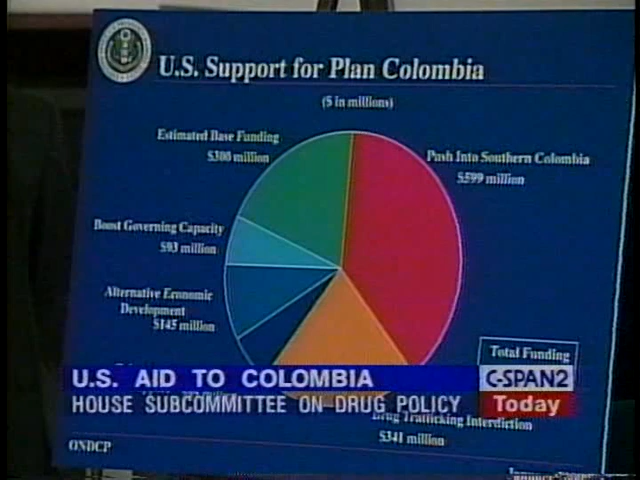 U.S. Support for Plan Colombia
($ in millions)
Estimated Base Funding
$300 million
Push Into Southern Colombia
$599 million
Boost Governing Capacity
$93 million
Alternative Economic
Development
$145 million
Total Funding
U.S. AID TO COLOMBIA
C-SPAN2
HOUSE SUBCOMMITTEE ON DRUG POLICY
Today
Drug Trafficking Interdiction
$341 million
ONDCP